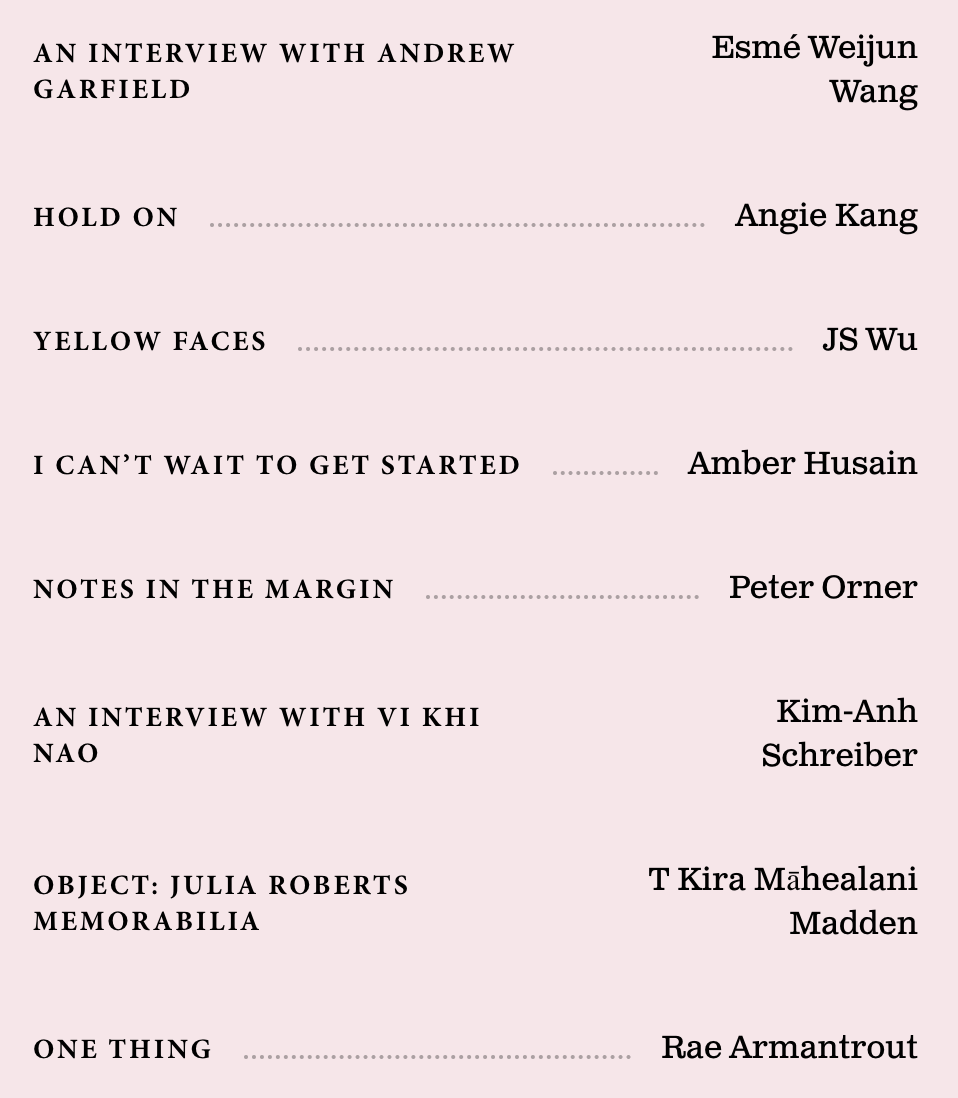 AN INTERVIEW WITH ANDREW
GARFIELD
Esmé Weijun
Wang
HOLD ON ........ Angie Kang
YELLOW FACES ........ JS Wu
I CAN’T WAIT TO GET STARTED ........ Amber Husain
NOTES IN THE MARGIN ........ Peter Orner
AN INTERVIEW WITH VI KHI
NAO
Kim-Anh
Schreiber
OBJECT: JULIA ROBERTS
MEMORABILIA
T Kira Māhealani
Madden
ONE THING ........ Rae Armantrout